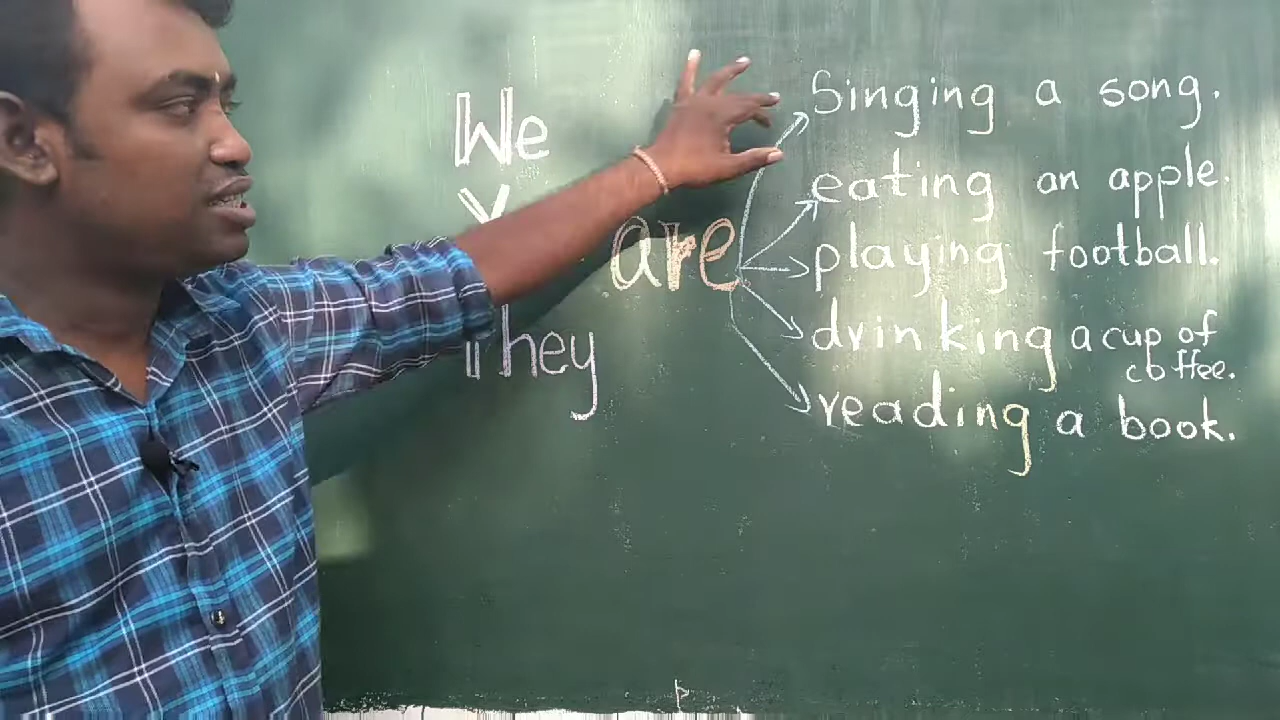 We
are
They
Singing a song.
eating an apple.
playing football.
drinking a cup of
coffee.
reading a book.